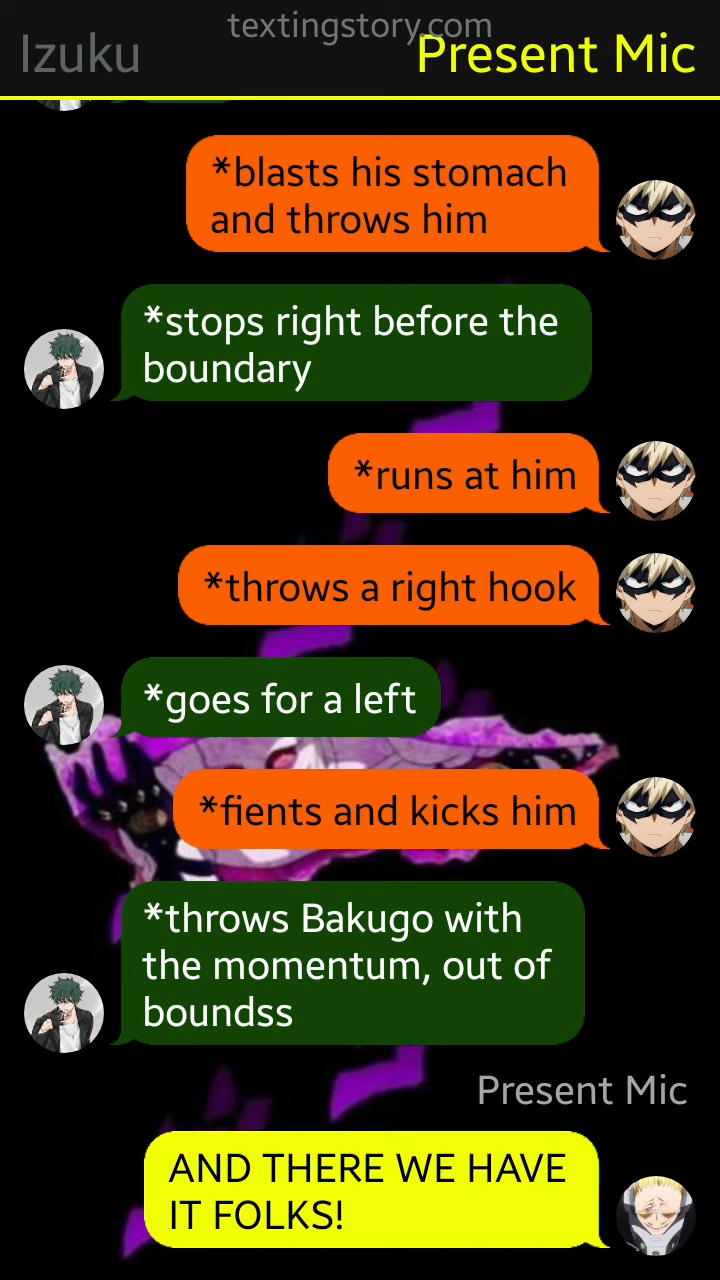 textingstory.com
Izuku
Present Mic
*blasts his stomach
and throws him
*stops right before the
boundary
*runs at him
*throws a right hook
*goes for a left
*fients and kicks him
*throws Bakugo with
the momentum, out of
boundss
Present Mic
AND THERE WE HAVE
IT FOLKS!